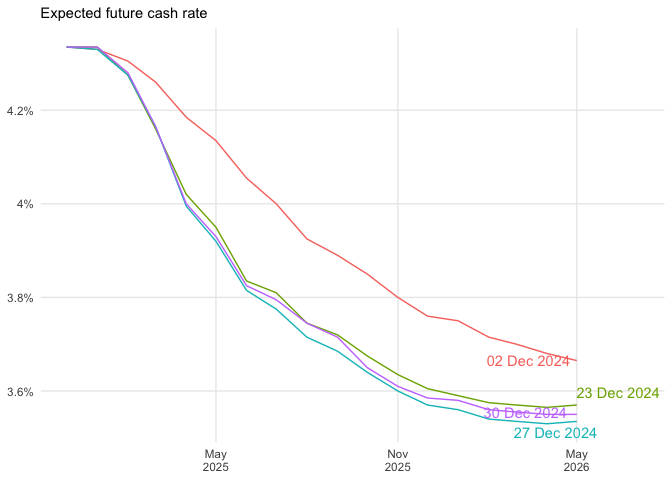 Expected future cash rate
4.2%
4%
3.8%
3.6%
02 Dec 2024
23 Dec 2024
30 Dec 2024
27 Dec 2024
May
2025
Nov
2025
May
2026